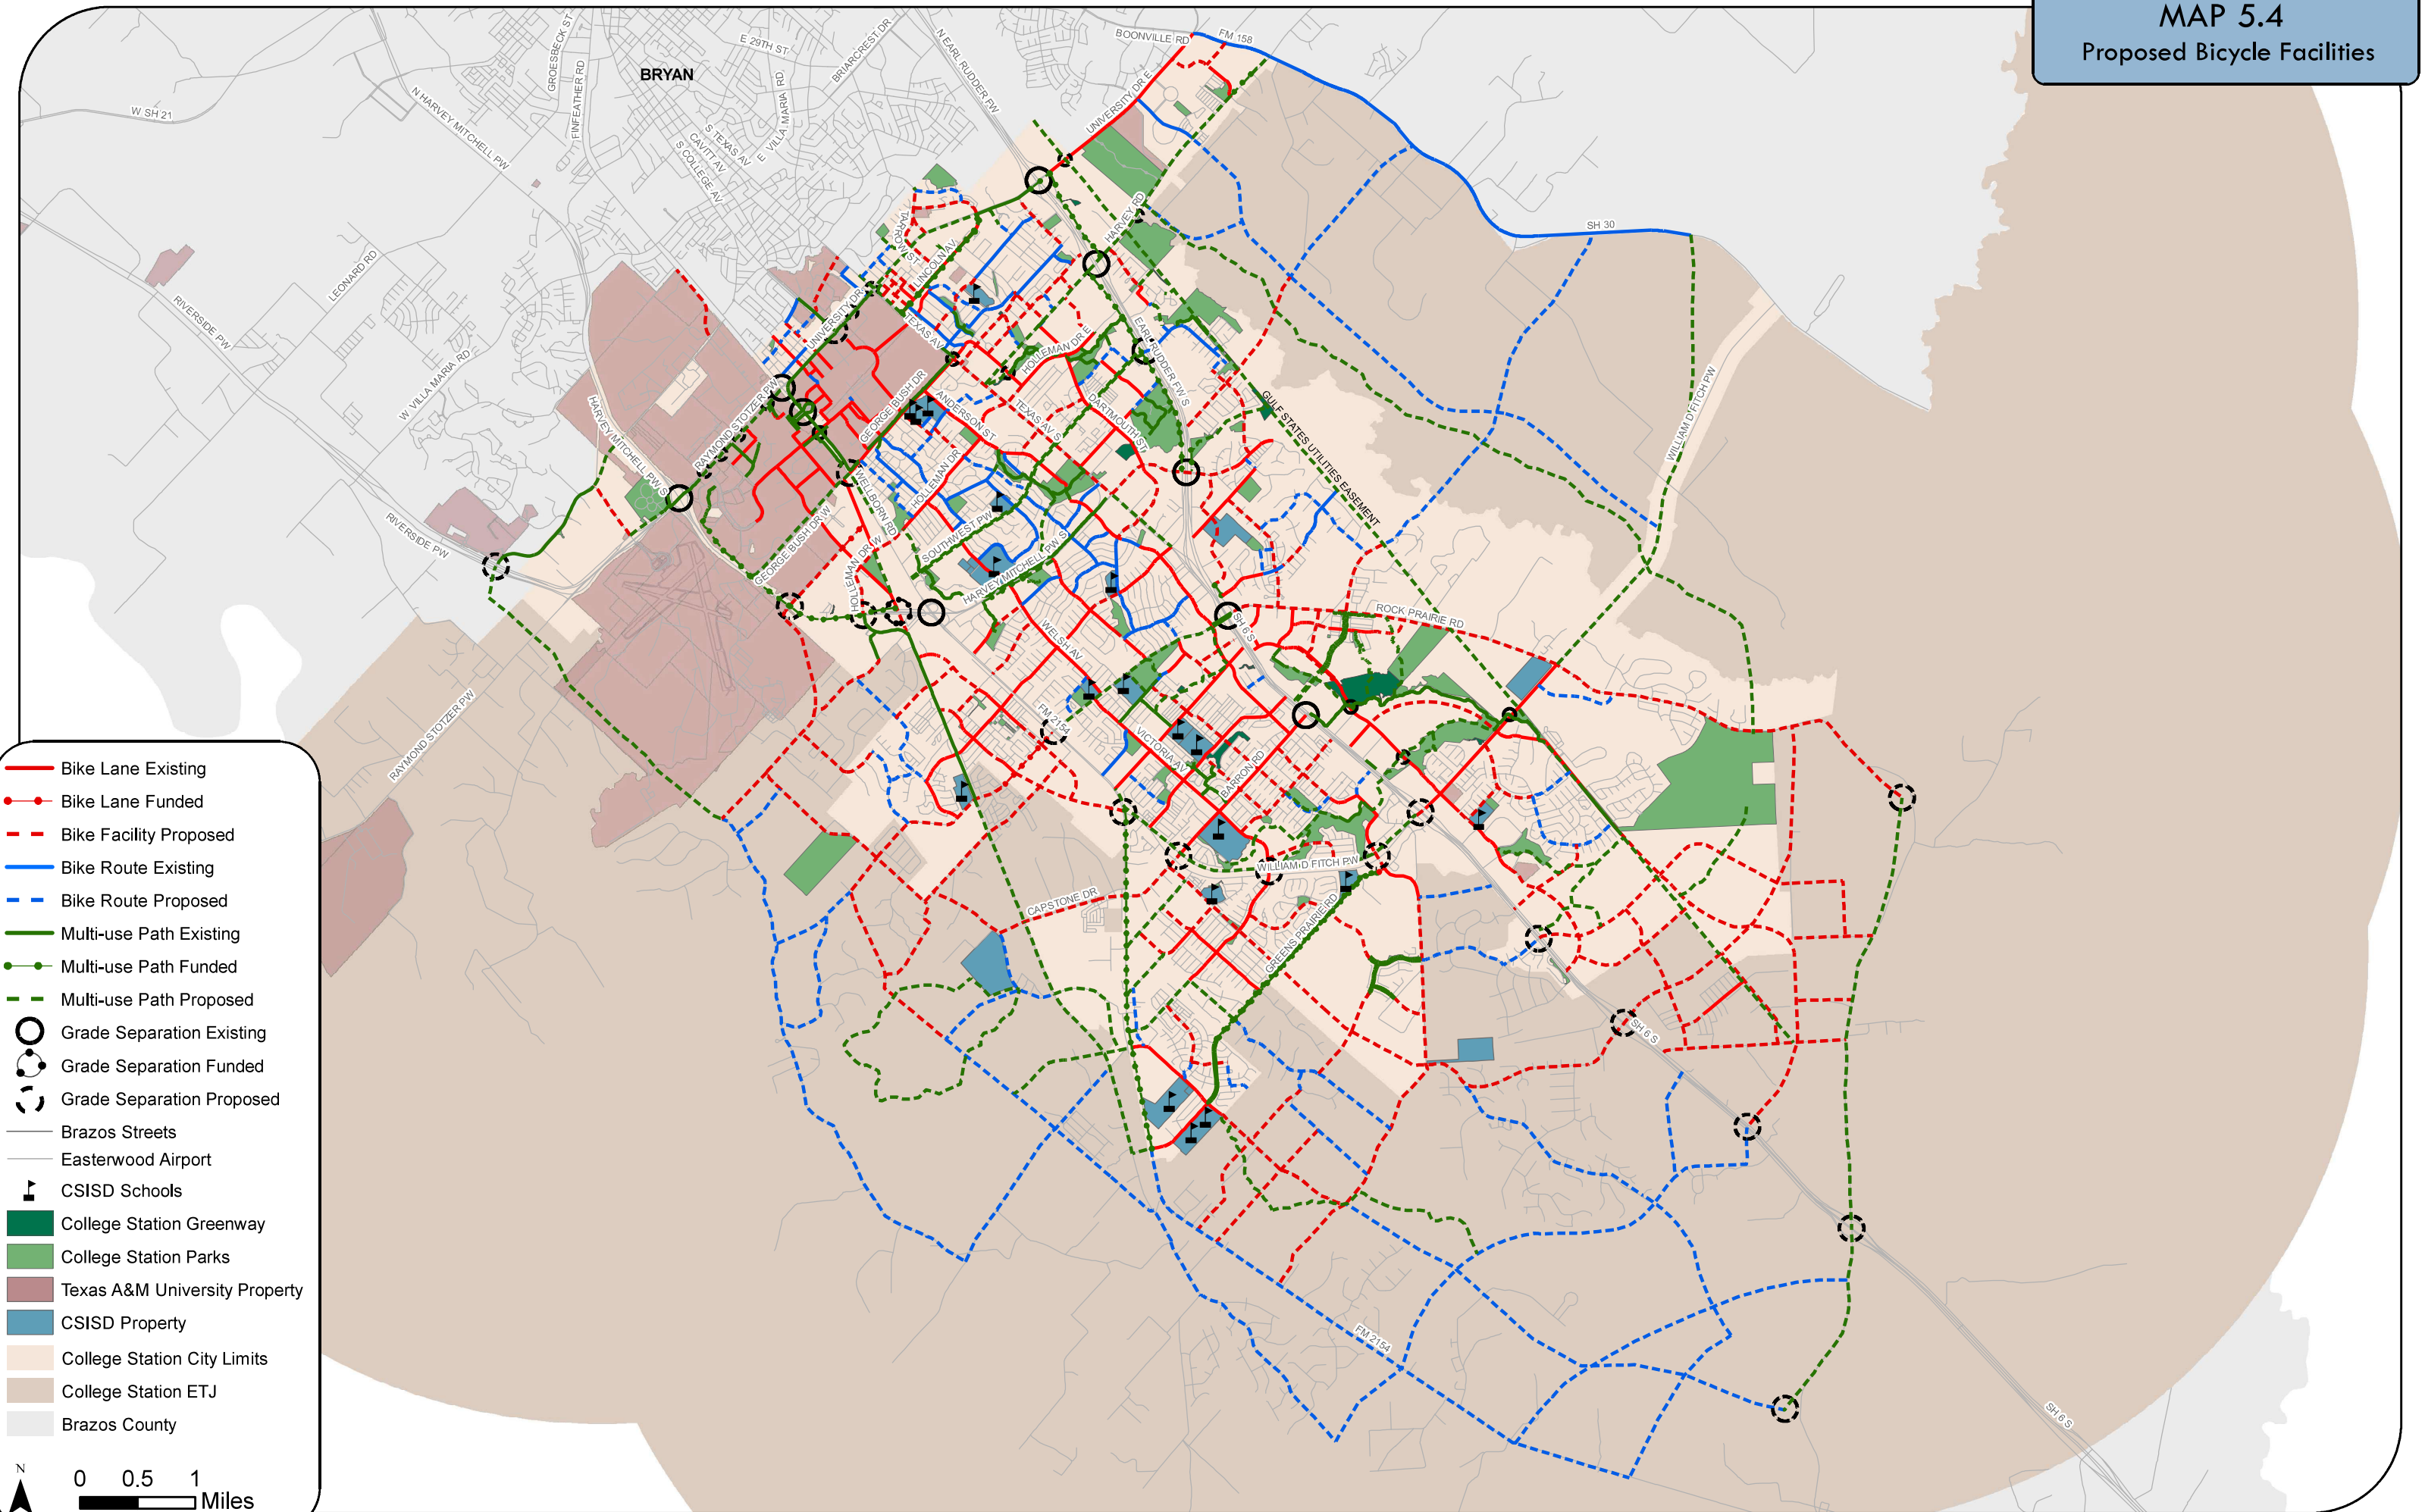 MAP 5.4
Proposed Bicycle Facilities
BRYAN
W SH 21
N HARVEY MITCHELL PW
GROESBECK ST
FINFEATHER RD
E 29TH ST
BRIARCREST DR
N EARL RUDDER FW
BOONVILLE RD
FM 158
UNIVERSITY DR E
S TEXAS AV
CAVITT AV
S COLLEGE AV
E VILLA MARIA RD
LEONARD RD
RIVERSIDE PW
W VILLA MARIA RD
TARROW ST
LINCOLN AV
HARVEY RD
SH 30
UNIVERSITY DR
TEXAS AV
HOLLEMAN DR E
EARL RUDDER FW S
HARVEY MITCHELL PW S
RAYMOND STOTZER PW
GEORGE BUSH DR
ANDERSON ST
TEXAS AV S
DARTMOUTH ST
GULF STATES UTILITIES EASEMENT
WILLIAM D FITCH PW
RIVERSIDE PW
HOLLEMAN DR
WELLBORN RD
GEORGE BUSH DR W
SOUTHWEST PW
HARVEY MITCHELL PW S
HOLLEMAN DR W
ROCK PRAIRIE RD
SH 6 S
WELSH AV
RAYMOND STOTZER PW
FM 2154
VICTORIA AV
BARRON RD
WILLIAM D FITCH PW
CAPSTONE DR
GREENS PRAIRIE RD
SH 6 S
FM 2154
SH 6 S
Bike Lane Existing
Bike Lane Funded
Bike Facility Proposed
Bike Route Existing
Bike Route Proposed
Multi-use Path Existing
Multi-use Path Funded
Multi-use Path Proposed
Grade Separation Existing
Grade Separation Funded
Grade Separation Proposed
Brazos Streets
Easterwood Airport
CSISD Schools
College Station Greenway
College Station Parks
Texas A&M University Property
CSISD Property
College Station City Limits
College Station ETJ
Brazos County
N
0 0.5 1
Miles